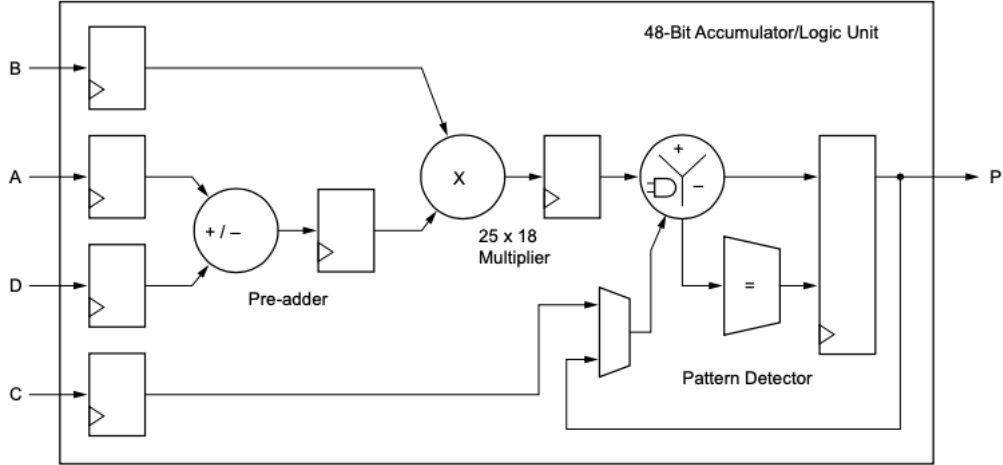 48-Bit Accumulator/Logic Unit
B
A
+
X
–
P
+ / –
25 x 18
Multiplier
D
Pre-adder
=
Pattern Detector
C